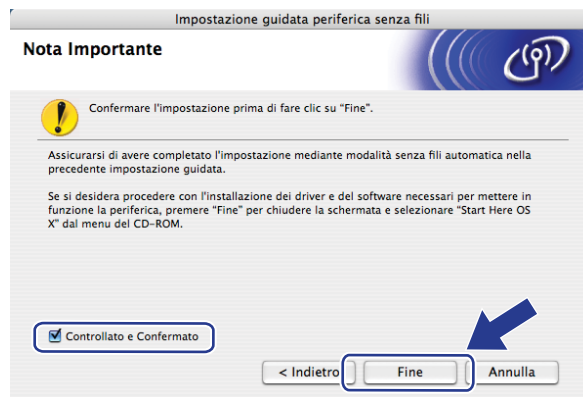 Impostazione guidata periferica senza fili
Nota Importante
Confermare l'impostazione prima di fare clic su "Fine".
Assicurarsi di avere completato l'impostazione mediante modalità senza fili automatica nella
precedente impostazione guidata.
Se si desidera procedere con l'installazione dei driver e del software necessari per mettere in
funzione la periferica, premere "Fine" per chiudere la schermata e selezionare "Start Here OS
X" dal menu del CD-ROM.
Controllato e Confermato
< Indietro
Fine
Annulla